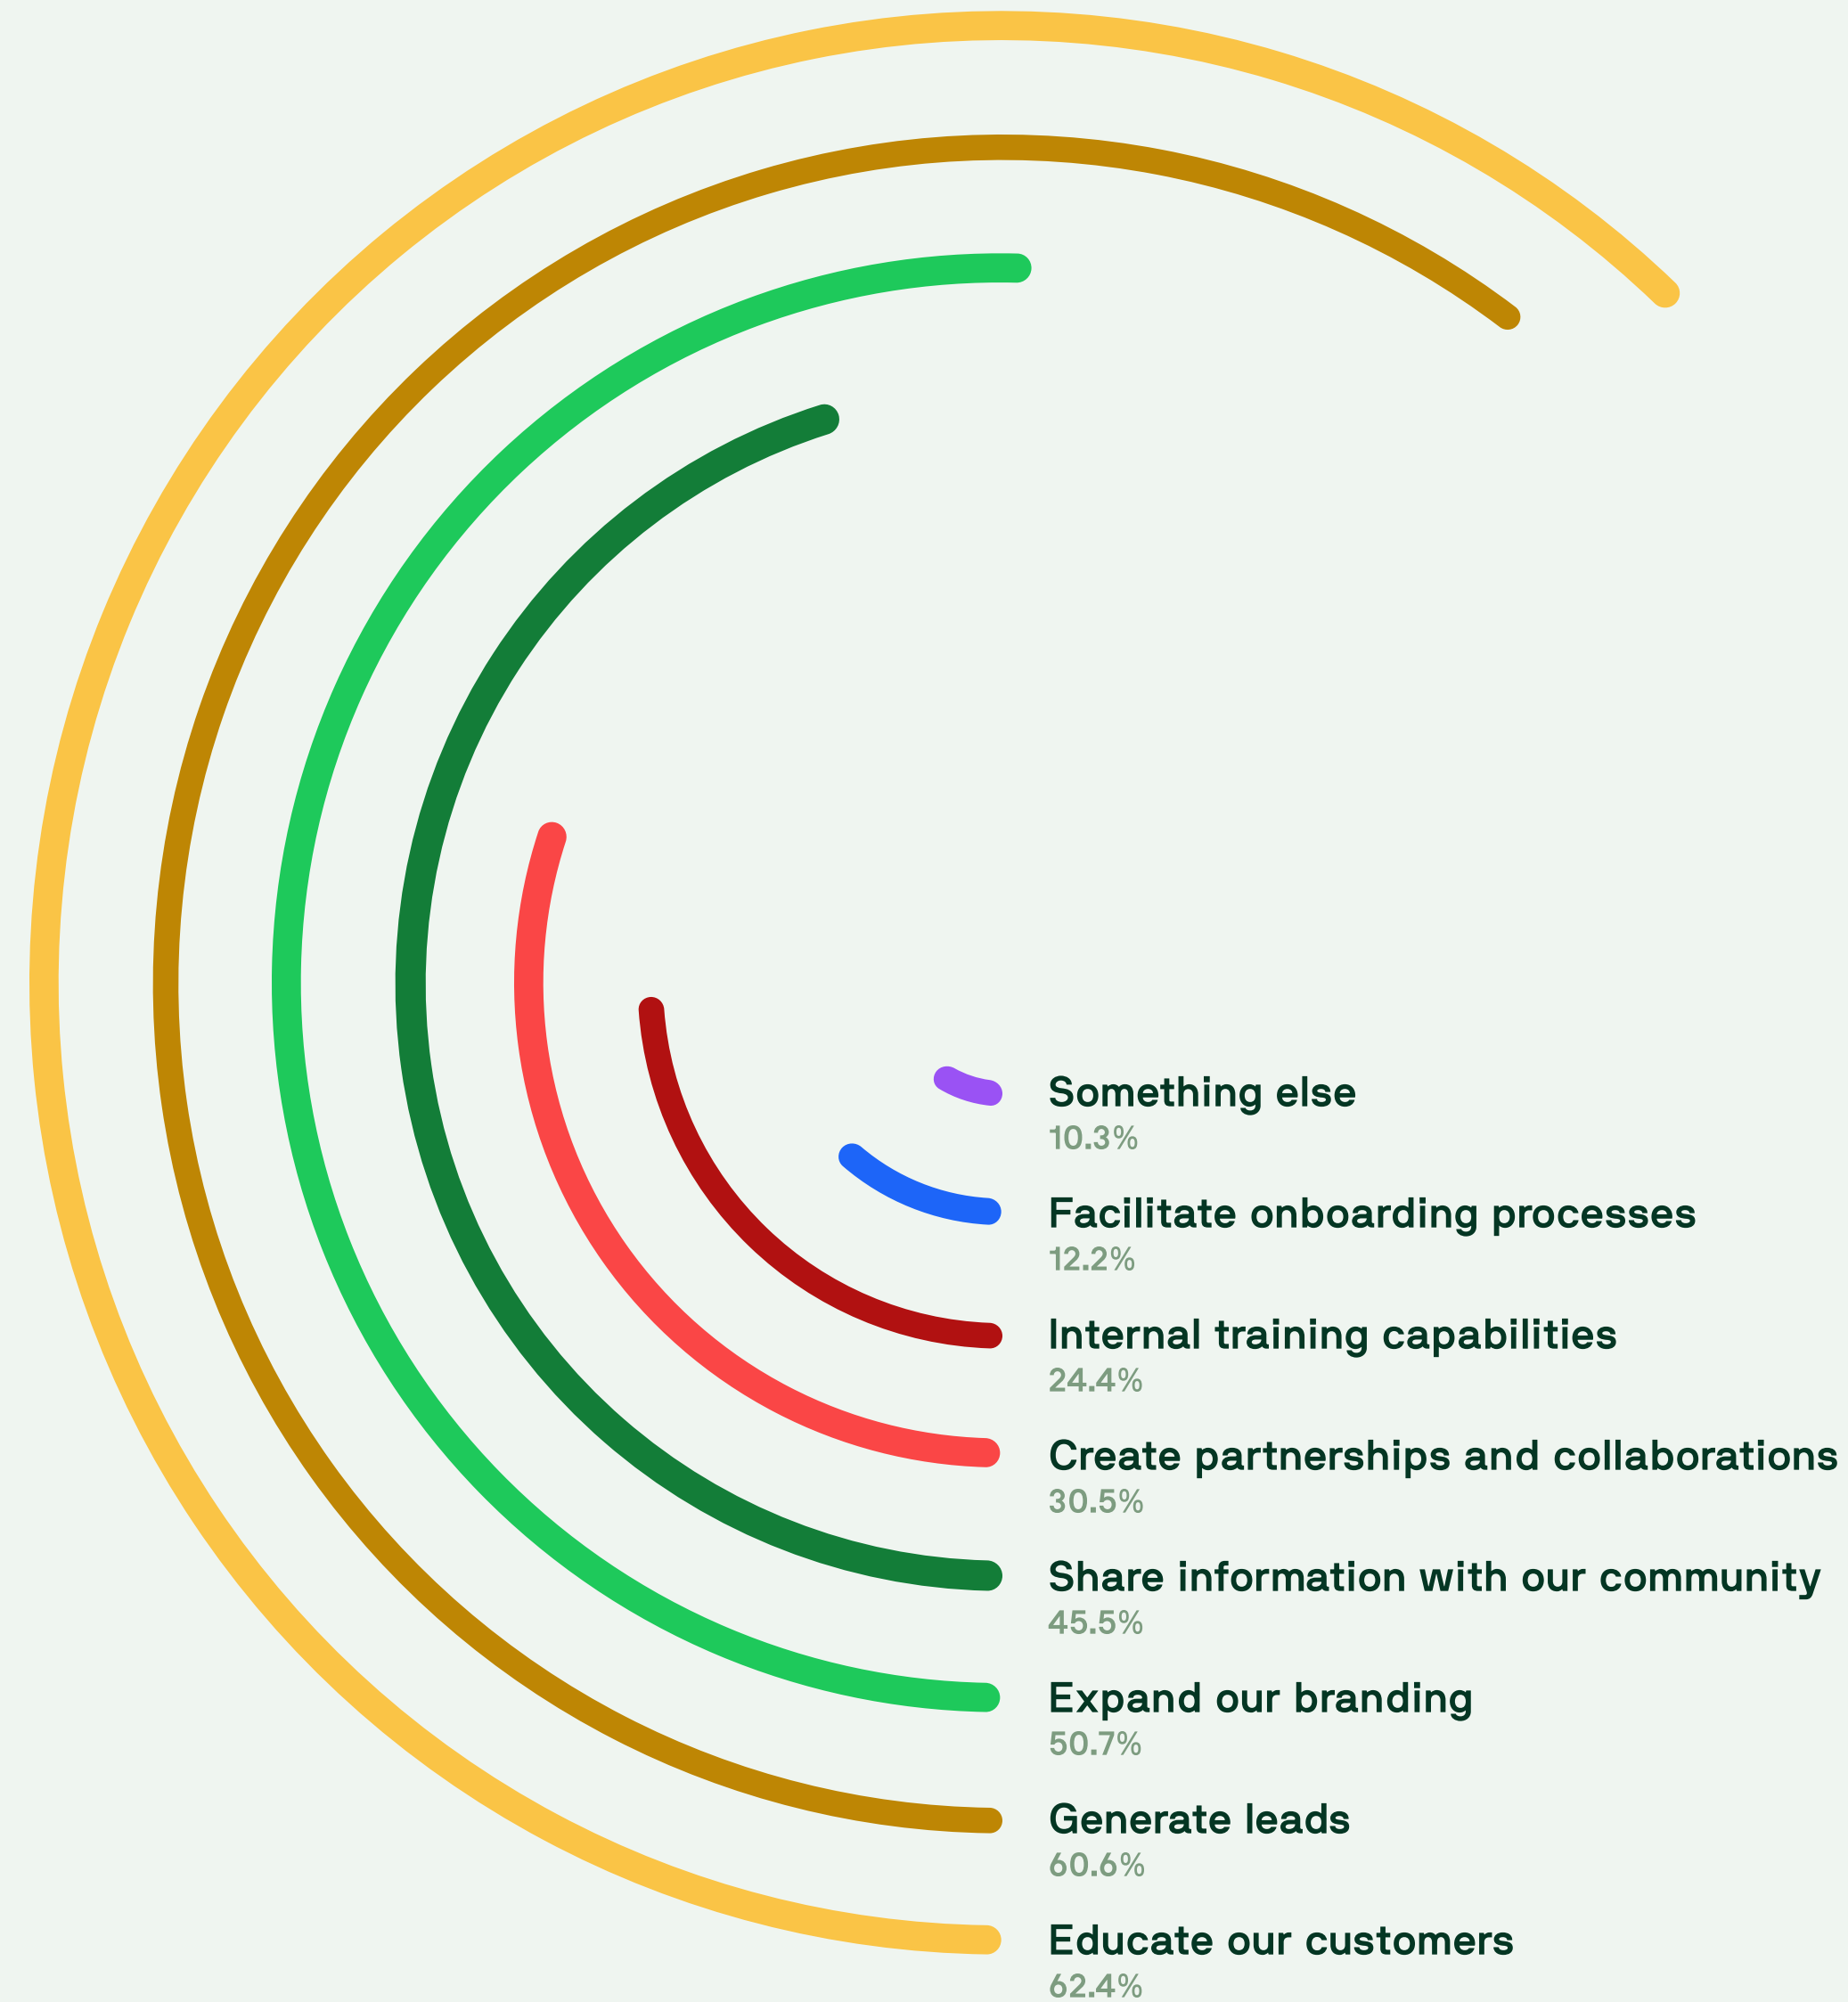 Something else
10.3%
Facilitate onboarding processes
12.2%
Internal training capabilities
24.4%
Create partnerships and collaborations
30.5%
Share information with our community
45.5%
Expand our branding
50.7%
Generate leads
60.6%
Educate our customers
62.4%